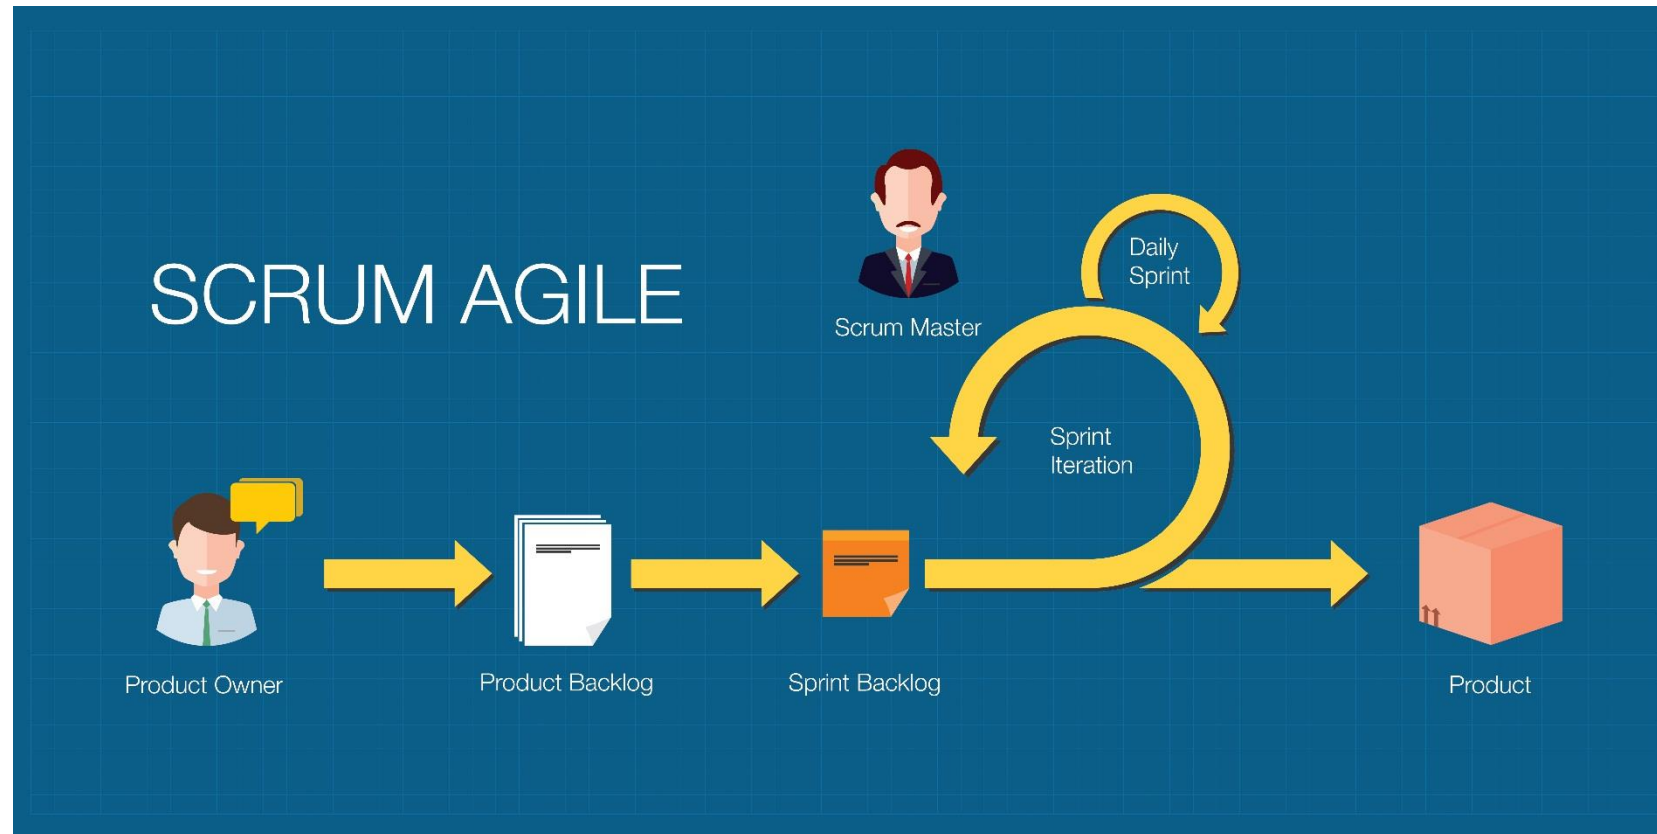 SCRUM AGILE
Scrum Master
Daily
Sprint
Sprint
Iteration
Product Owner
Product Backlog
Sprint Backlog
Product